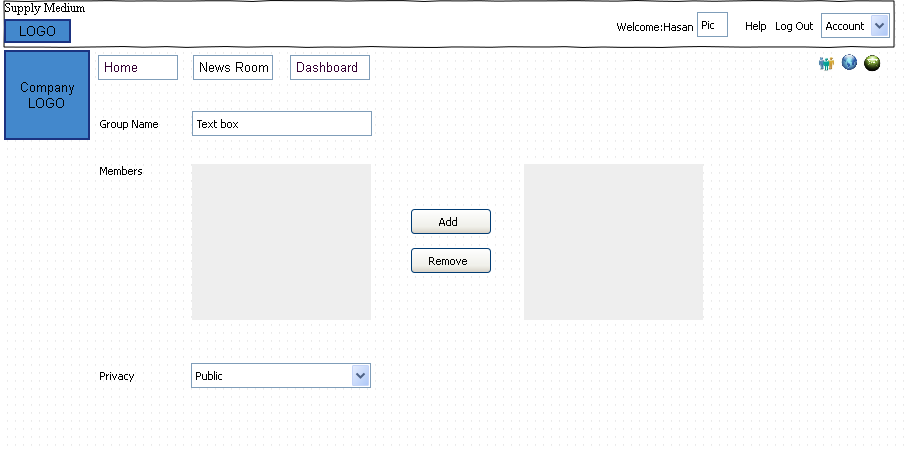 Supply Medium
LOGO
Welcome:Hasan Pic Help Log Out Account
Company
LOGO
Home News Room Dashboard
Group Name Text box
Members
Add
Remove
Privacy Public